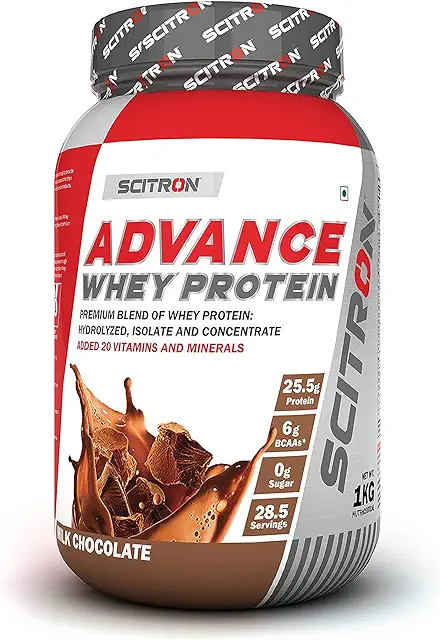 SCITRON
SCITRON
ADVANCE
WHEY PROTEIN
PREMIUM BLEND OF WHEY PROTEIN:
HYDROLYZED, ISOLATE AND CONCENTRATE
ADDED 20 VITAMINS AND MINERALS
25.5g
Protein
6g
BCAAs*
0g
Sugar
28.5
Servings
MILK CHOCOLATE
SCITRON
NET WT.
1KG